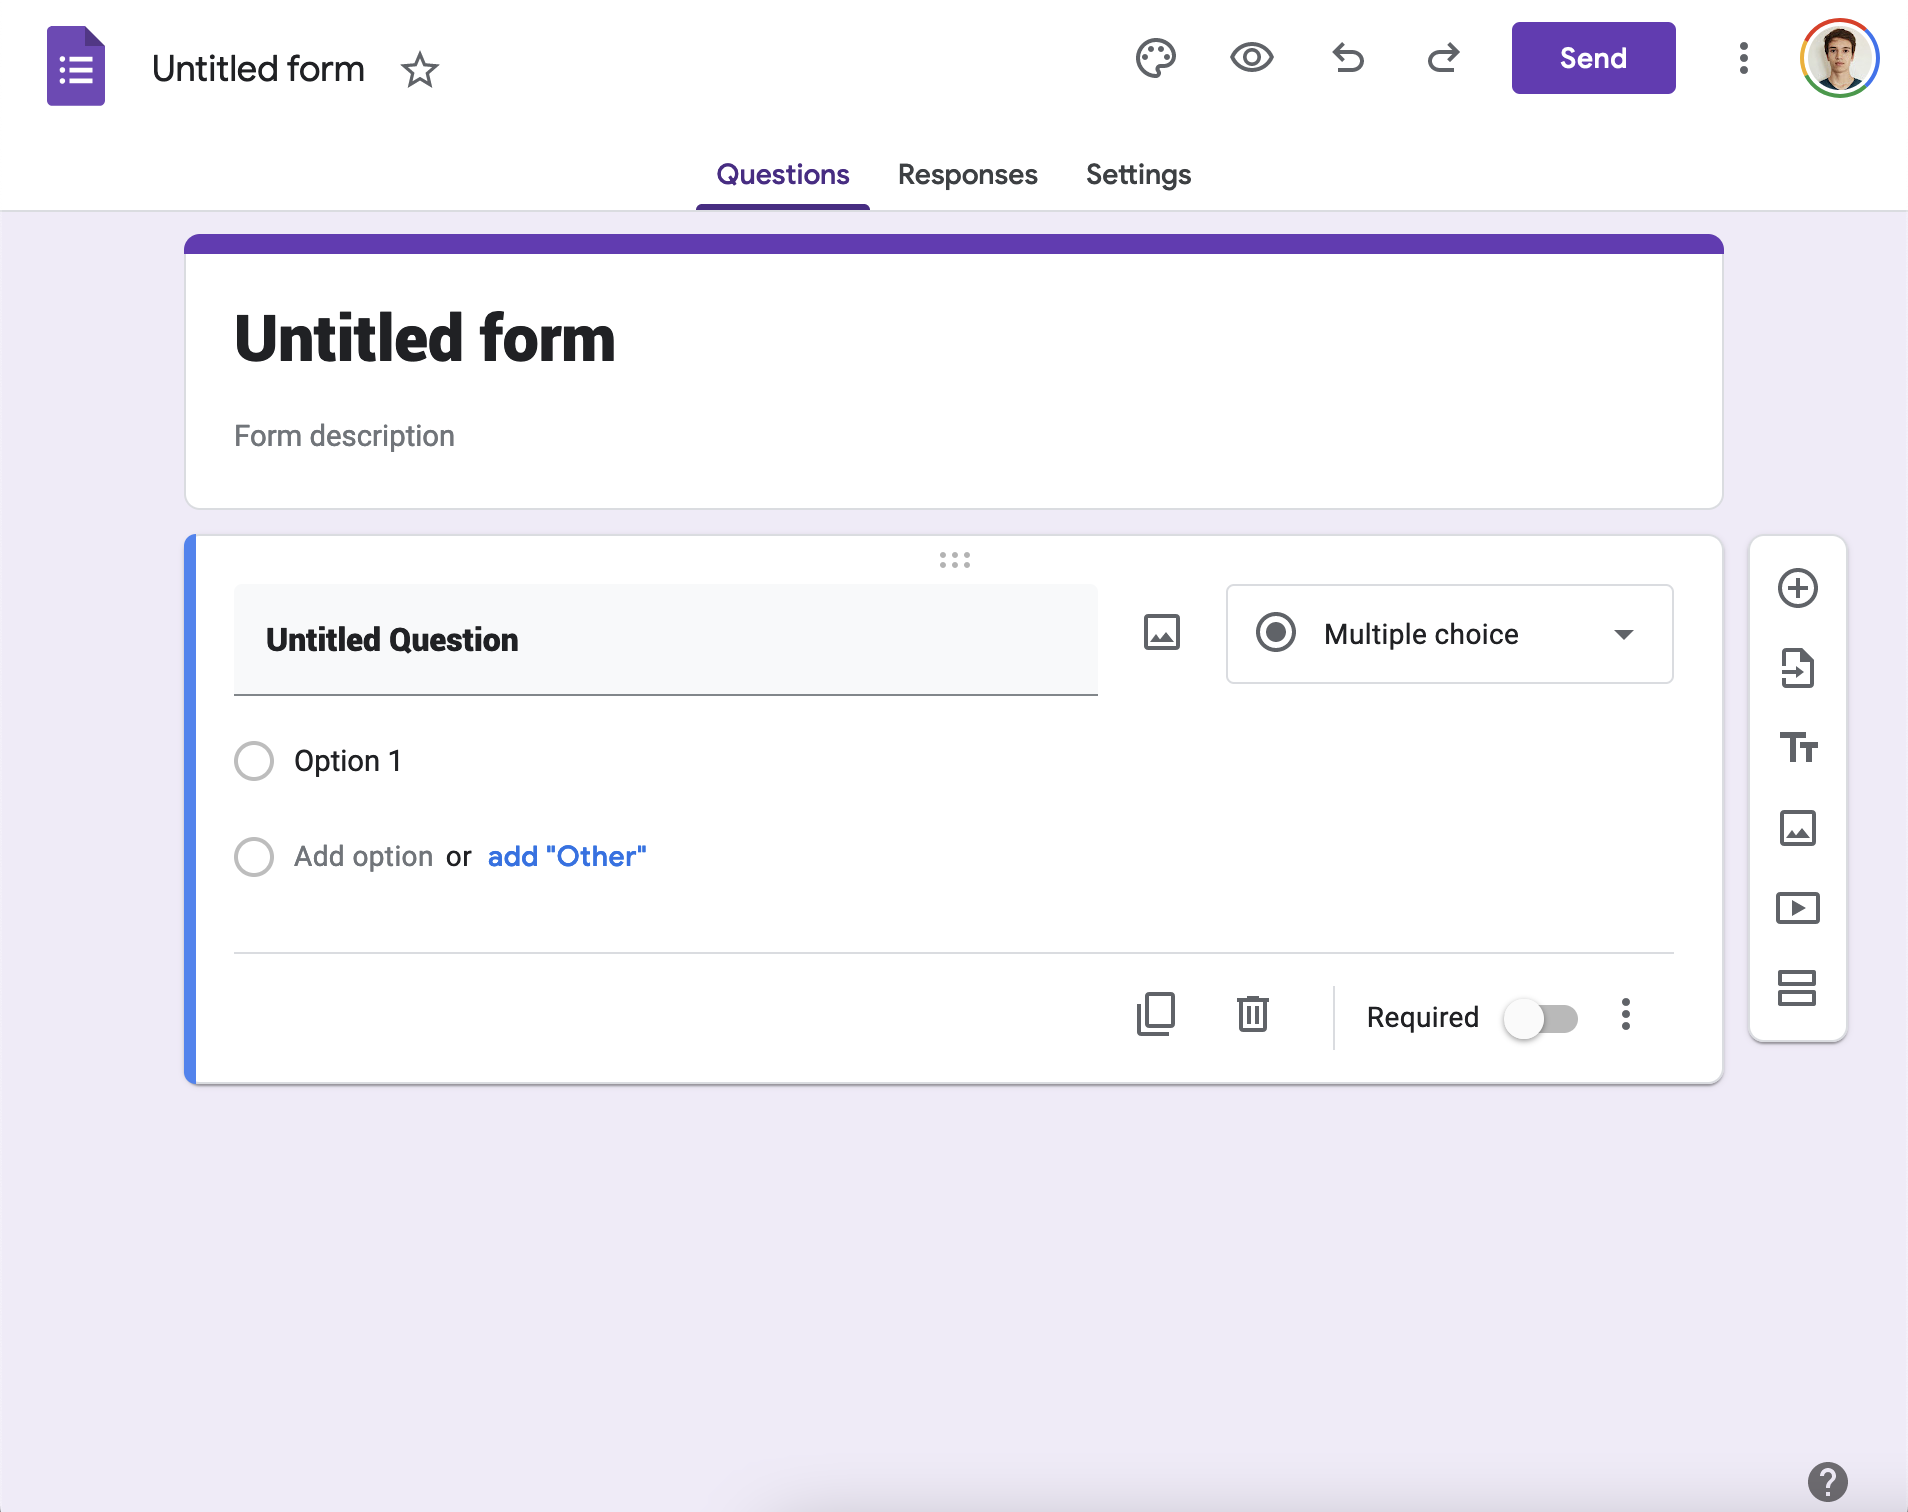 Untitled form
Send
Questions Responses Settings
Untitled form
Form description
Untitled Question
Multiple choice
Option 1
Add option or add "Other"
Required
?